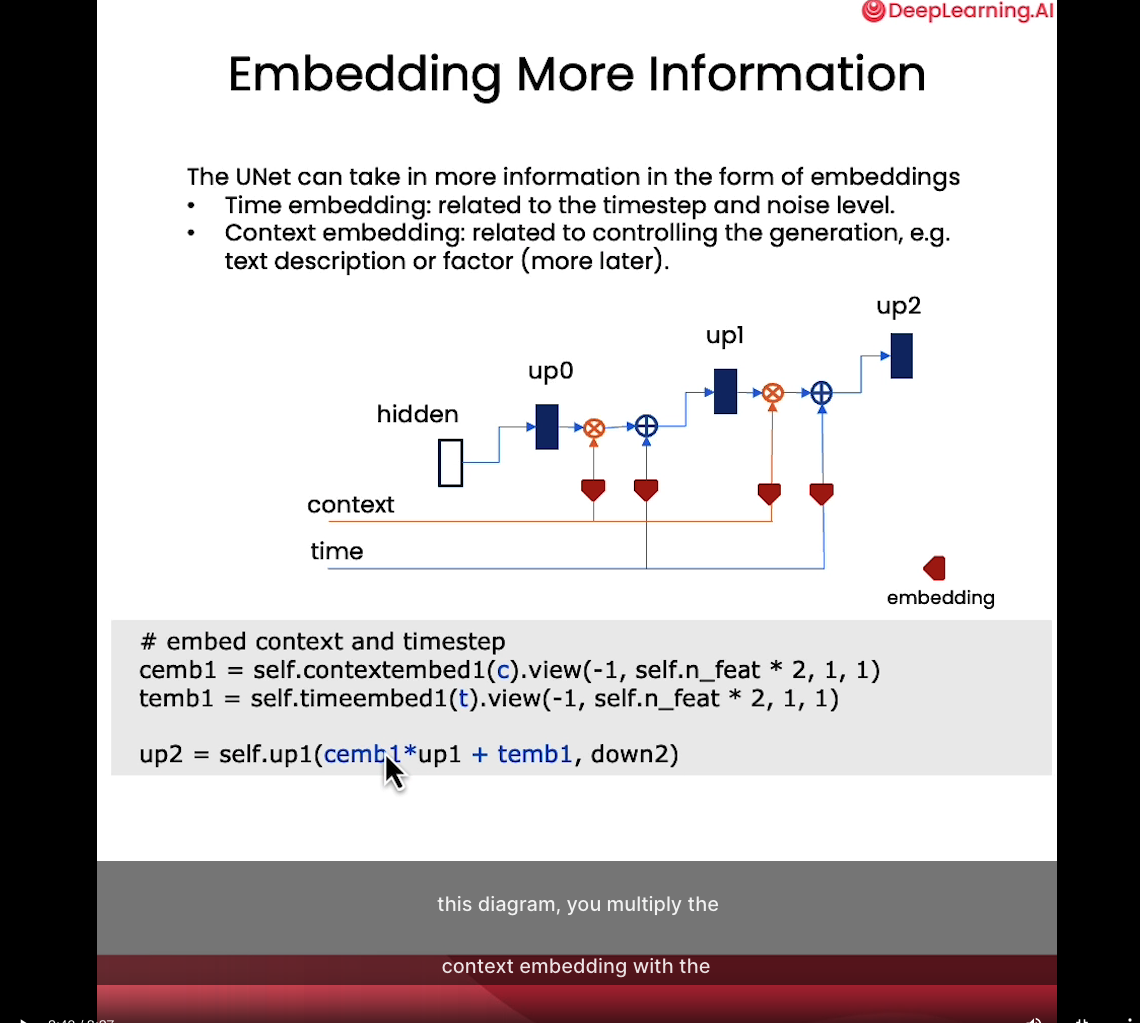 DeepLearning.AI
Embedding More Information
The UNet can take in more information in the form of embeddings
• Time embedding: related to the timestep and noise level.
• Context embedding: related to controlling the generation, e.g.
text description or factor (more later).
up2
up1
up0
hidden
context
time
embedding
# embed context and timestep
cemb1 = self.contextembed1(c).view(-1, self.n_feat * 2, 1, 1)
temb1 = self.timeembed1(t).view(-1, self.n_feat * 2, 1, 1)
up2 = self.up1(cemb1*up1 + temb1, down2)
this diagram, you multiply the
context embedding with the